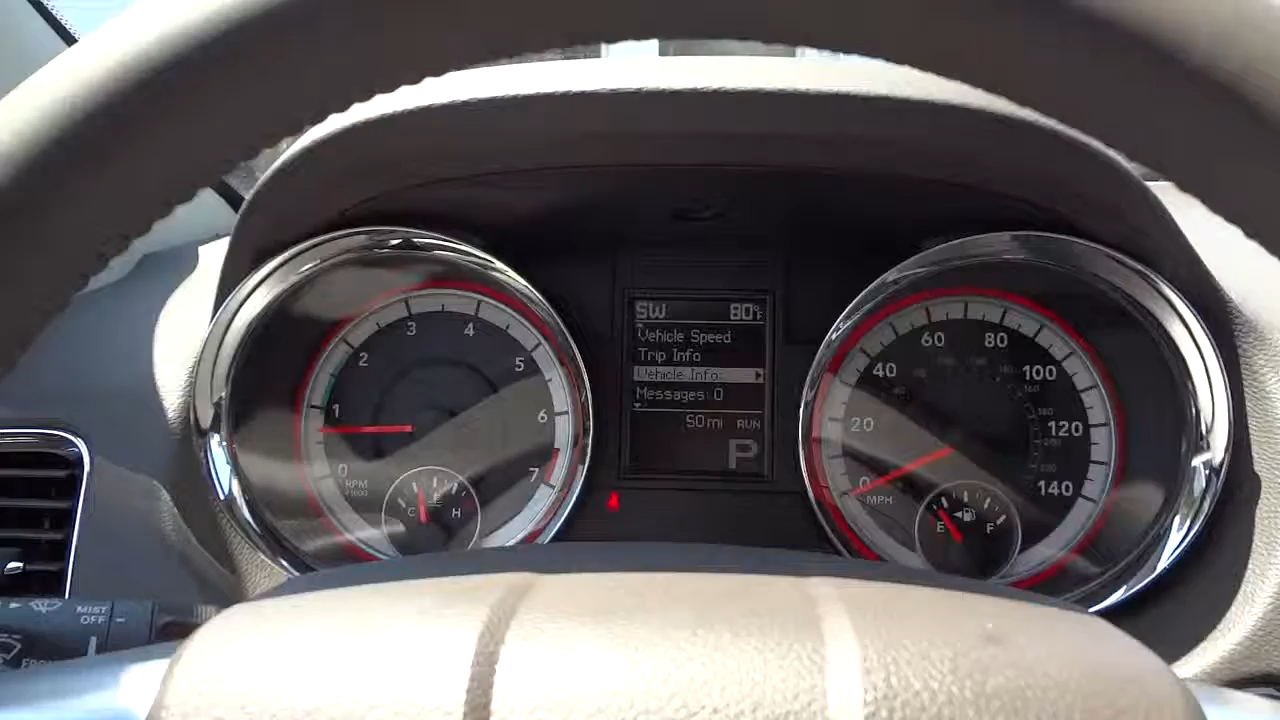 SW 80°F
Vehicle Speed
Trip Info
Vehicle Info
Messages: 0
50mi RUN
P
0
1
2
3
4
5
6
7
RPM
C H
0
20
40
60
80
100
120
140
MPH
E F
MIST
OFF